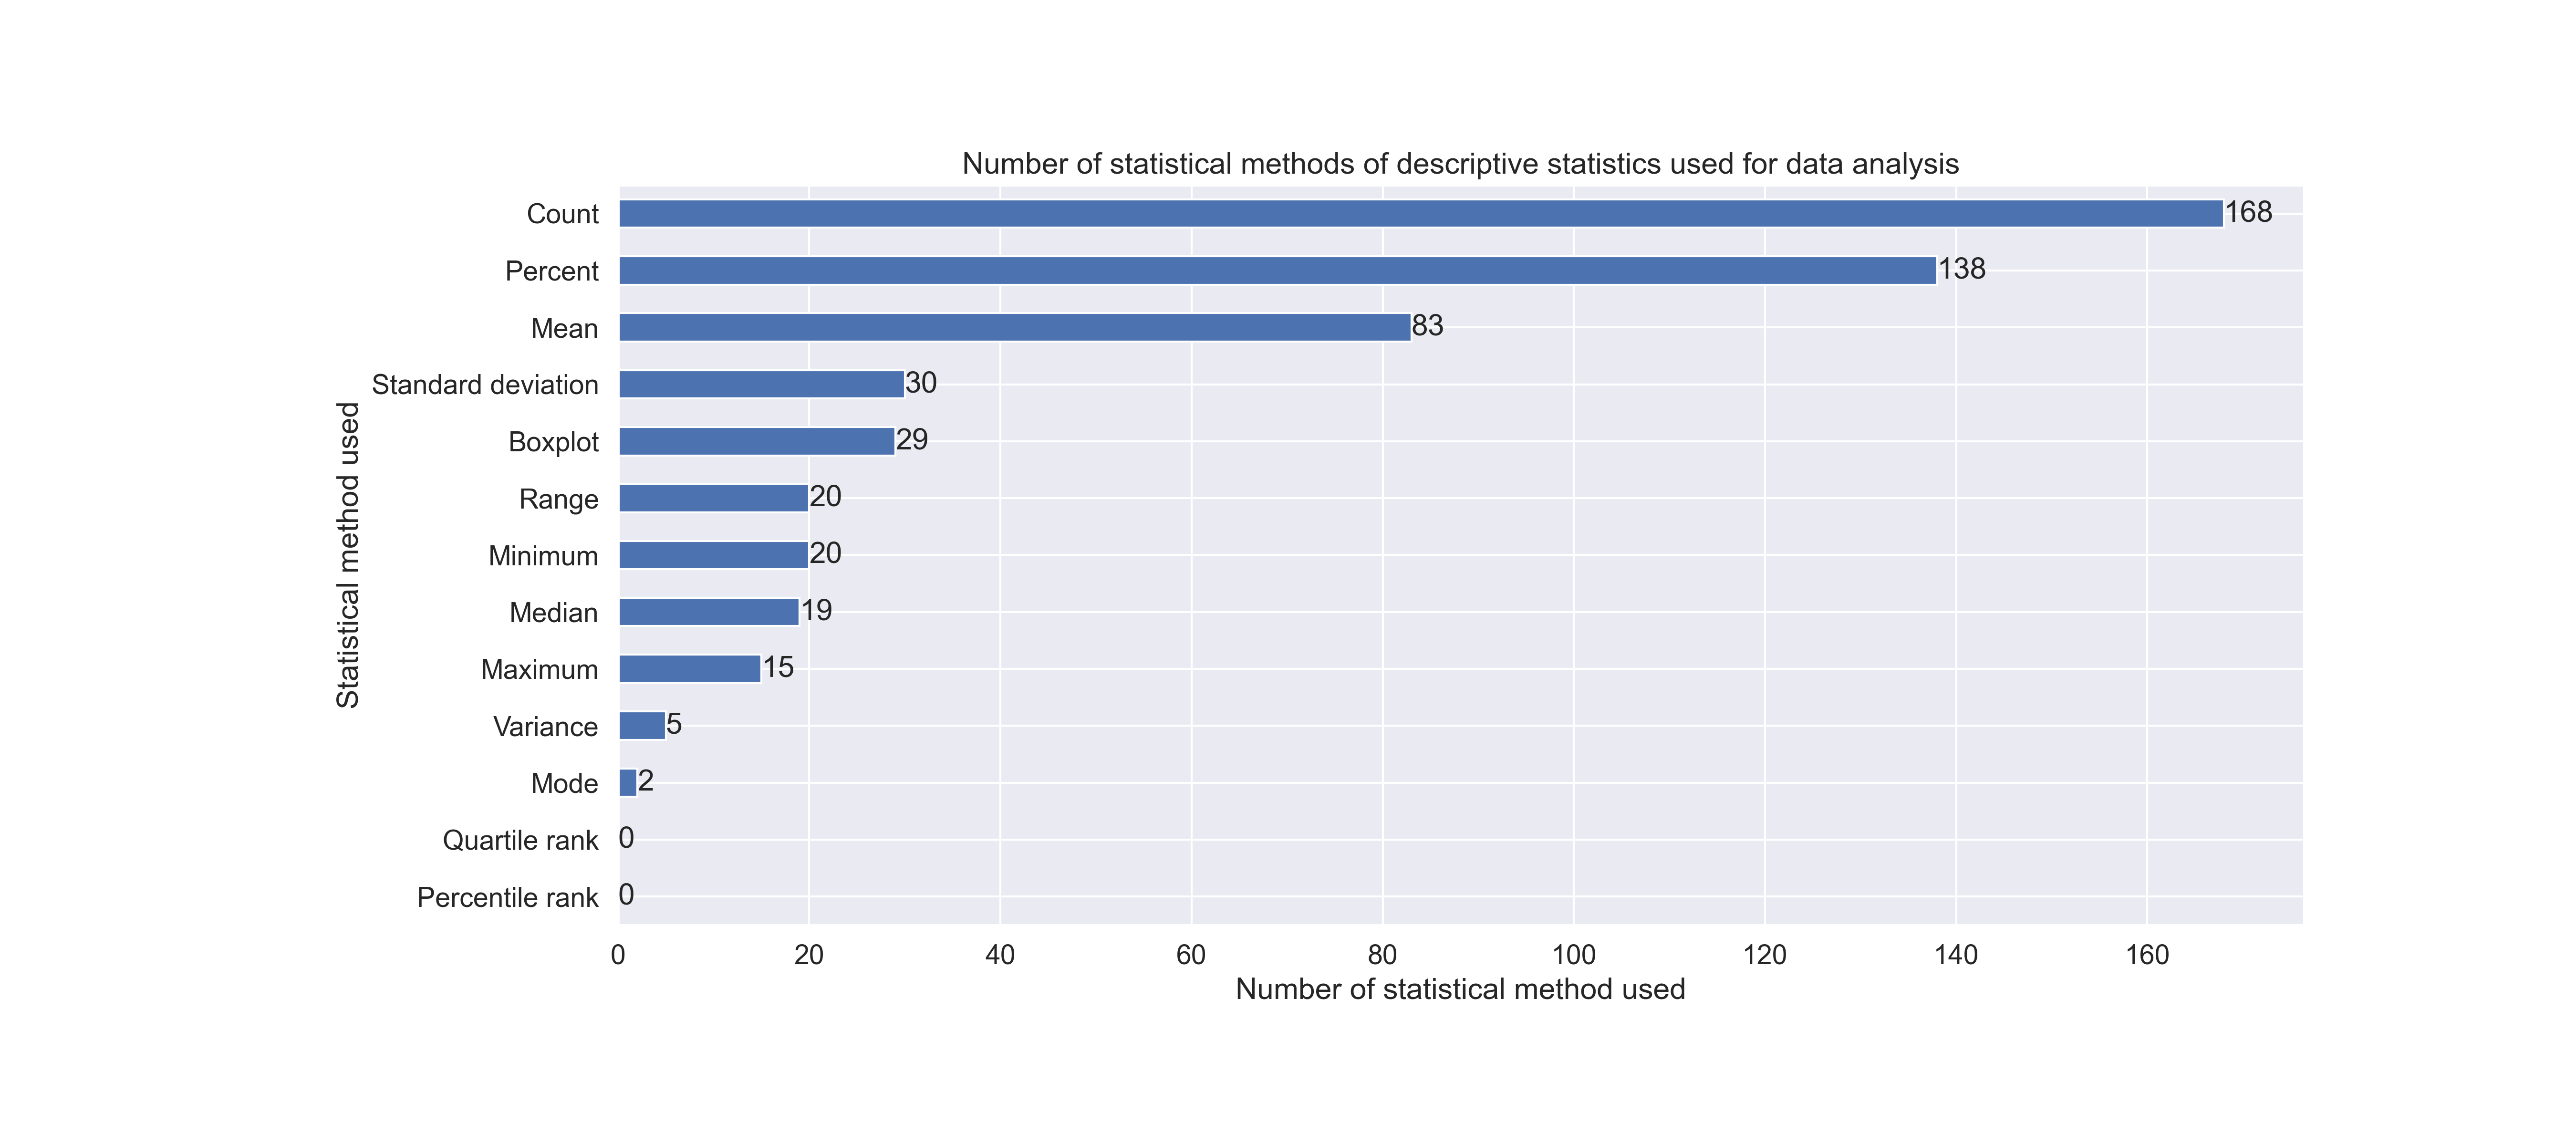 Number of statistical methods of descriptive statistics used for data analysis
Count 168
Percent 138
Mean 83
Standard deviation 30
Boxplot 29
Range 20
Minimum 20
Median 19
Maximum 15
Variance 5
Mode 2
Quartile rank 0
Percentile rank 0
Statistical method used
0 20 40 60 80 100 120 140 160
Number of statistical method used